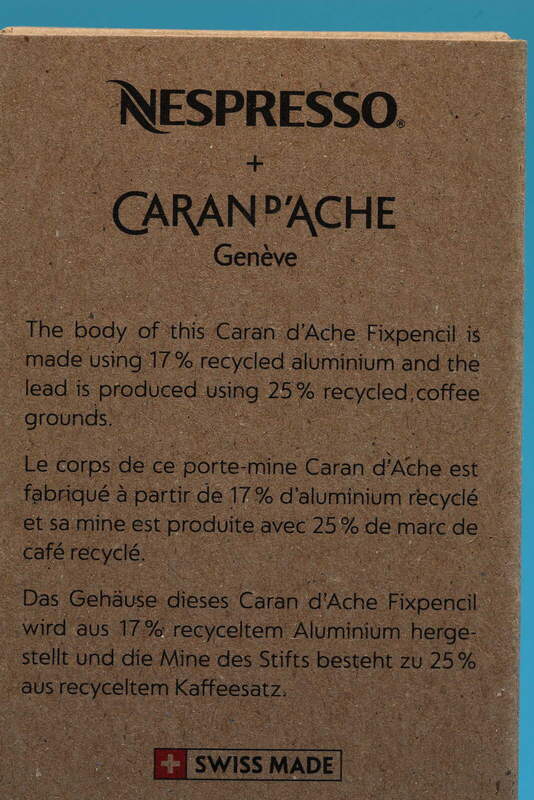 NESPRESSO®
+
CARAN D'ACHE
Genève
The body of this Caran d'Ache Fixpencil is
made using 17 % recycled aluminium and the
lead is produced using 25 % recycled coffee
grounds.
Le corps de ce porte-mine Caran d'Ache est
fabriqué à partir de 17 % d'aluminium recyclé
et sa mine est produite avec 25 % de marc de
café recyclé.
Das Gehäuse dieses Caran d'Ache Fixpencil
wird aus 17 % recyceltem Aluminium herge-
stellt und die Mine des Stifts besteht zu 25 %
aus recyceltem Kaffeesatz.
SWISS MADE